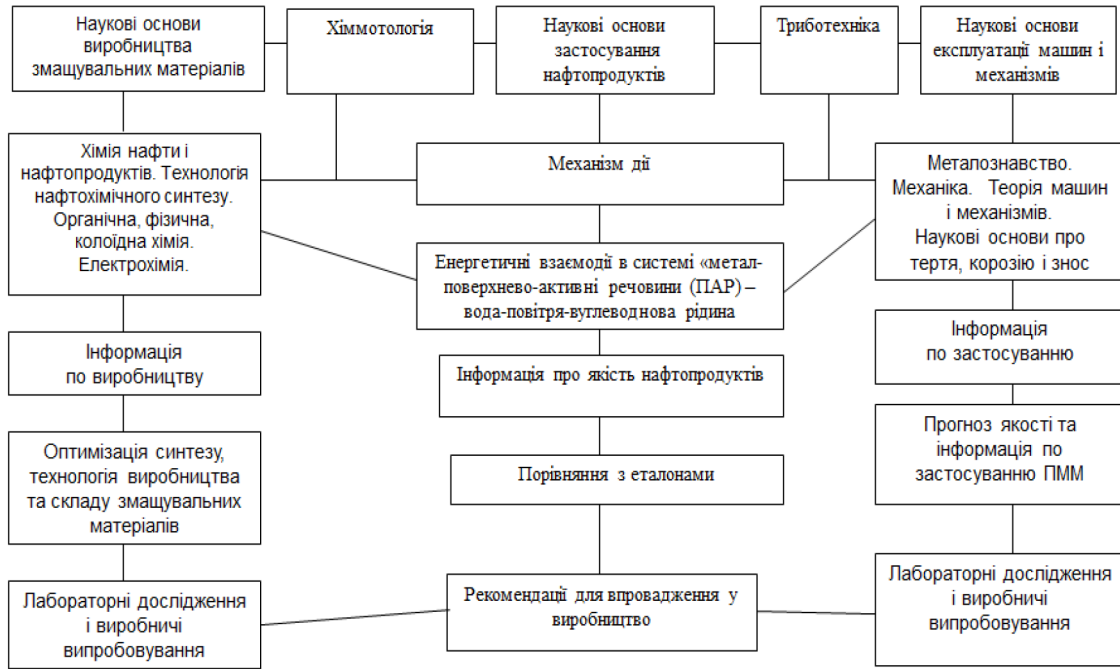 Наукові основи
виробництва
змащувальних матеріалів
Хіммотологія
Наукові основи
застосування
нафтопродуктів
Триботехніка
Наукові основи
експлуатації машин і
механізмів
Хімія нафти і
нафтопродуктів. Технологія
нафтохімічного синтезу.
Органічна, фізична,
колоїдна хімія.
Електрохімія.
Механізм дії
Металознавство.
Механіка. Теорія машин
і механізмів.
Наукові основи про
тертя, корозію і знос
Енергетичні взаємодії в системі «метал-
поверхнево-активні речовини (ПАР) –
вода-повітря-вуглеводнова рідина
Інформація
по виробництву
Інформація про якість нафтопродуктів
Інформація
по застосуванню
Оптимізація синтезу,
технологія виробництва
та складу змащувальних
матеріалів
Порівняння з еталонами
Прогноз якості та
інформація по
застосуванню ПММ
Лабораторні дослідження
і виробничі
випробовування
Рекомендації для впровадження у
виробництво
Лабораторні дослідження
і виробничі
випробовування